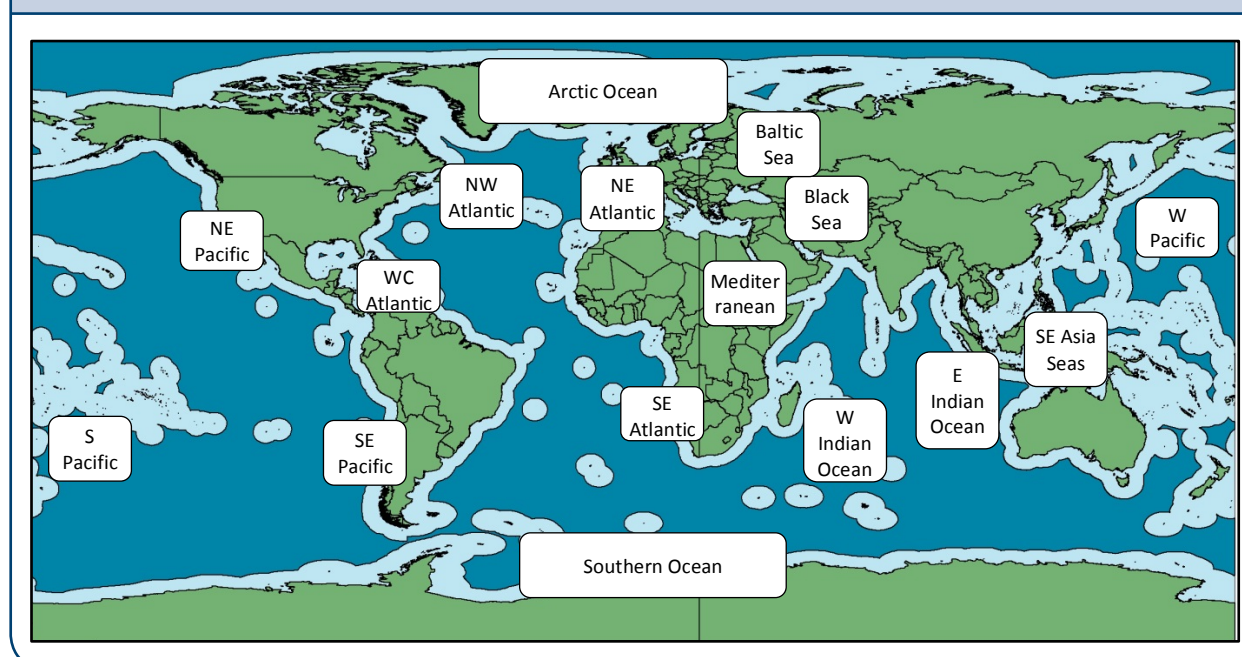 Arctic Ocean
Baltic
Sea
NW
Atlantic
NE
Atlantic
Black
Sea
W
Pacific
NE
Pacific
WC
Atlantic
Mediter
ranean
SE Asia
Seas
E
Indian
Ocean
SE
Atlantic
W
Indian
Ocean
S
Pacific
SE
Pacific
Southern Ocean